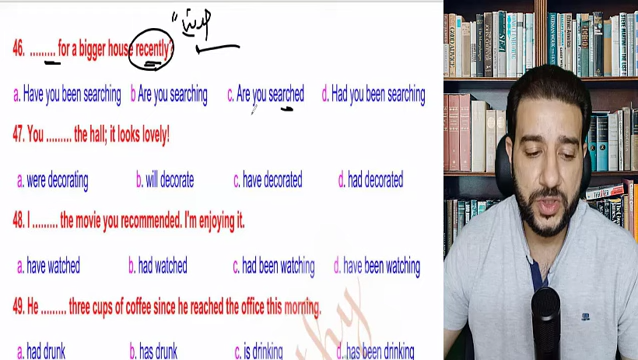 46. ......... for a bigger house recently?
a. Have you been searching b Are you searching c. Are you searched d. Had you been searching
47. You ......... the hall; it looks lovely!
a. were decorating b. will decorate c. have decorated d. had decorated
48. I ......... the movie you recommended. I'm enjoying it.
a. have watched b. had watched c. had been watching d. have been watching
49. He ......... three cups of coffee since he reached the office this morning.
a. had drunk b. has drunk c. is drinking d. has been drinking